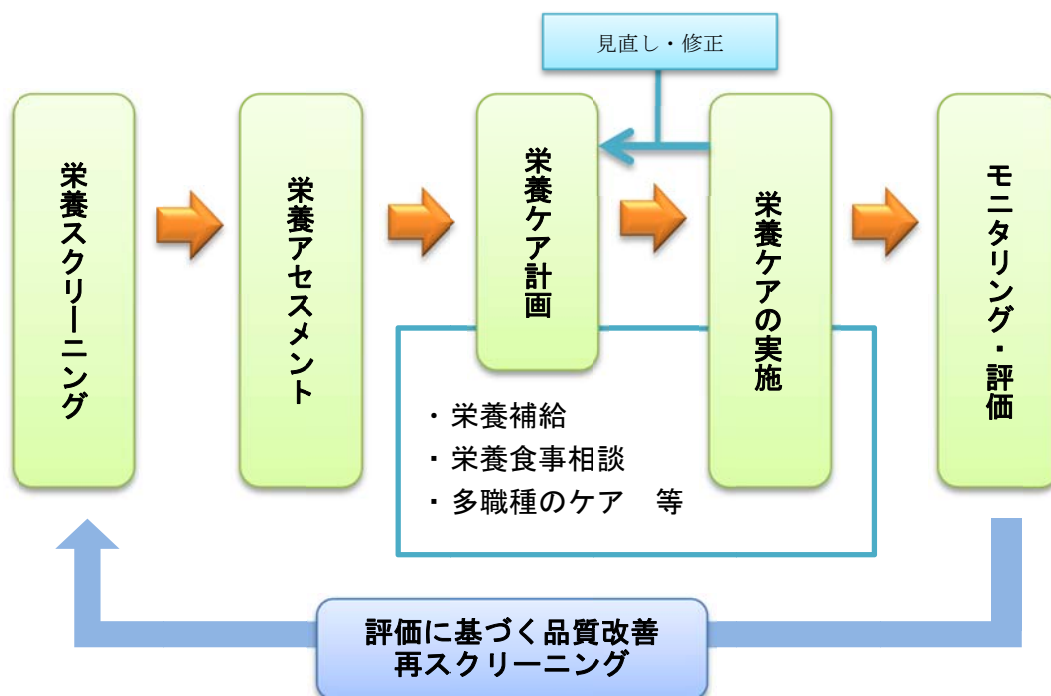 見直し・修正
栄養スクリーニング
栄養アセスメント
栄養ケア計画
栄養ケアの実施
モニタリング・評価
・栄養補給
・栄養食事相談
・多職種のケア　等
評価に基づく品質改善
再スクリーニング